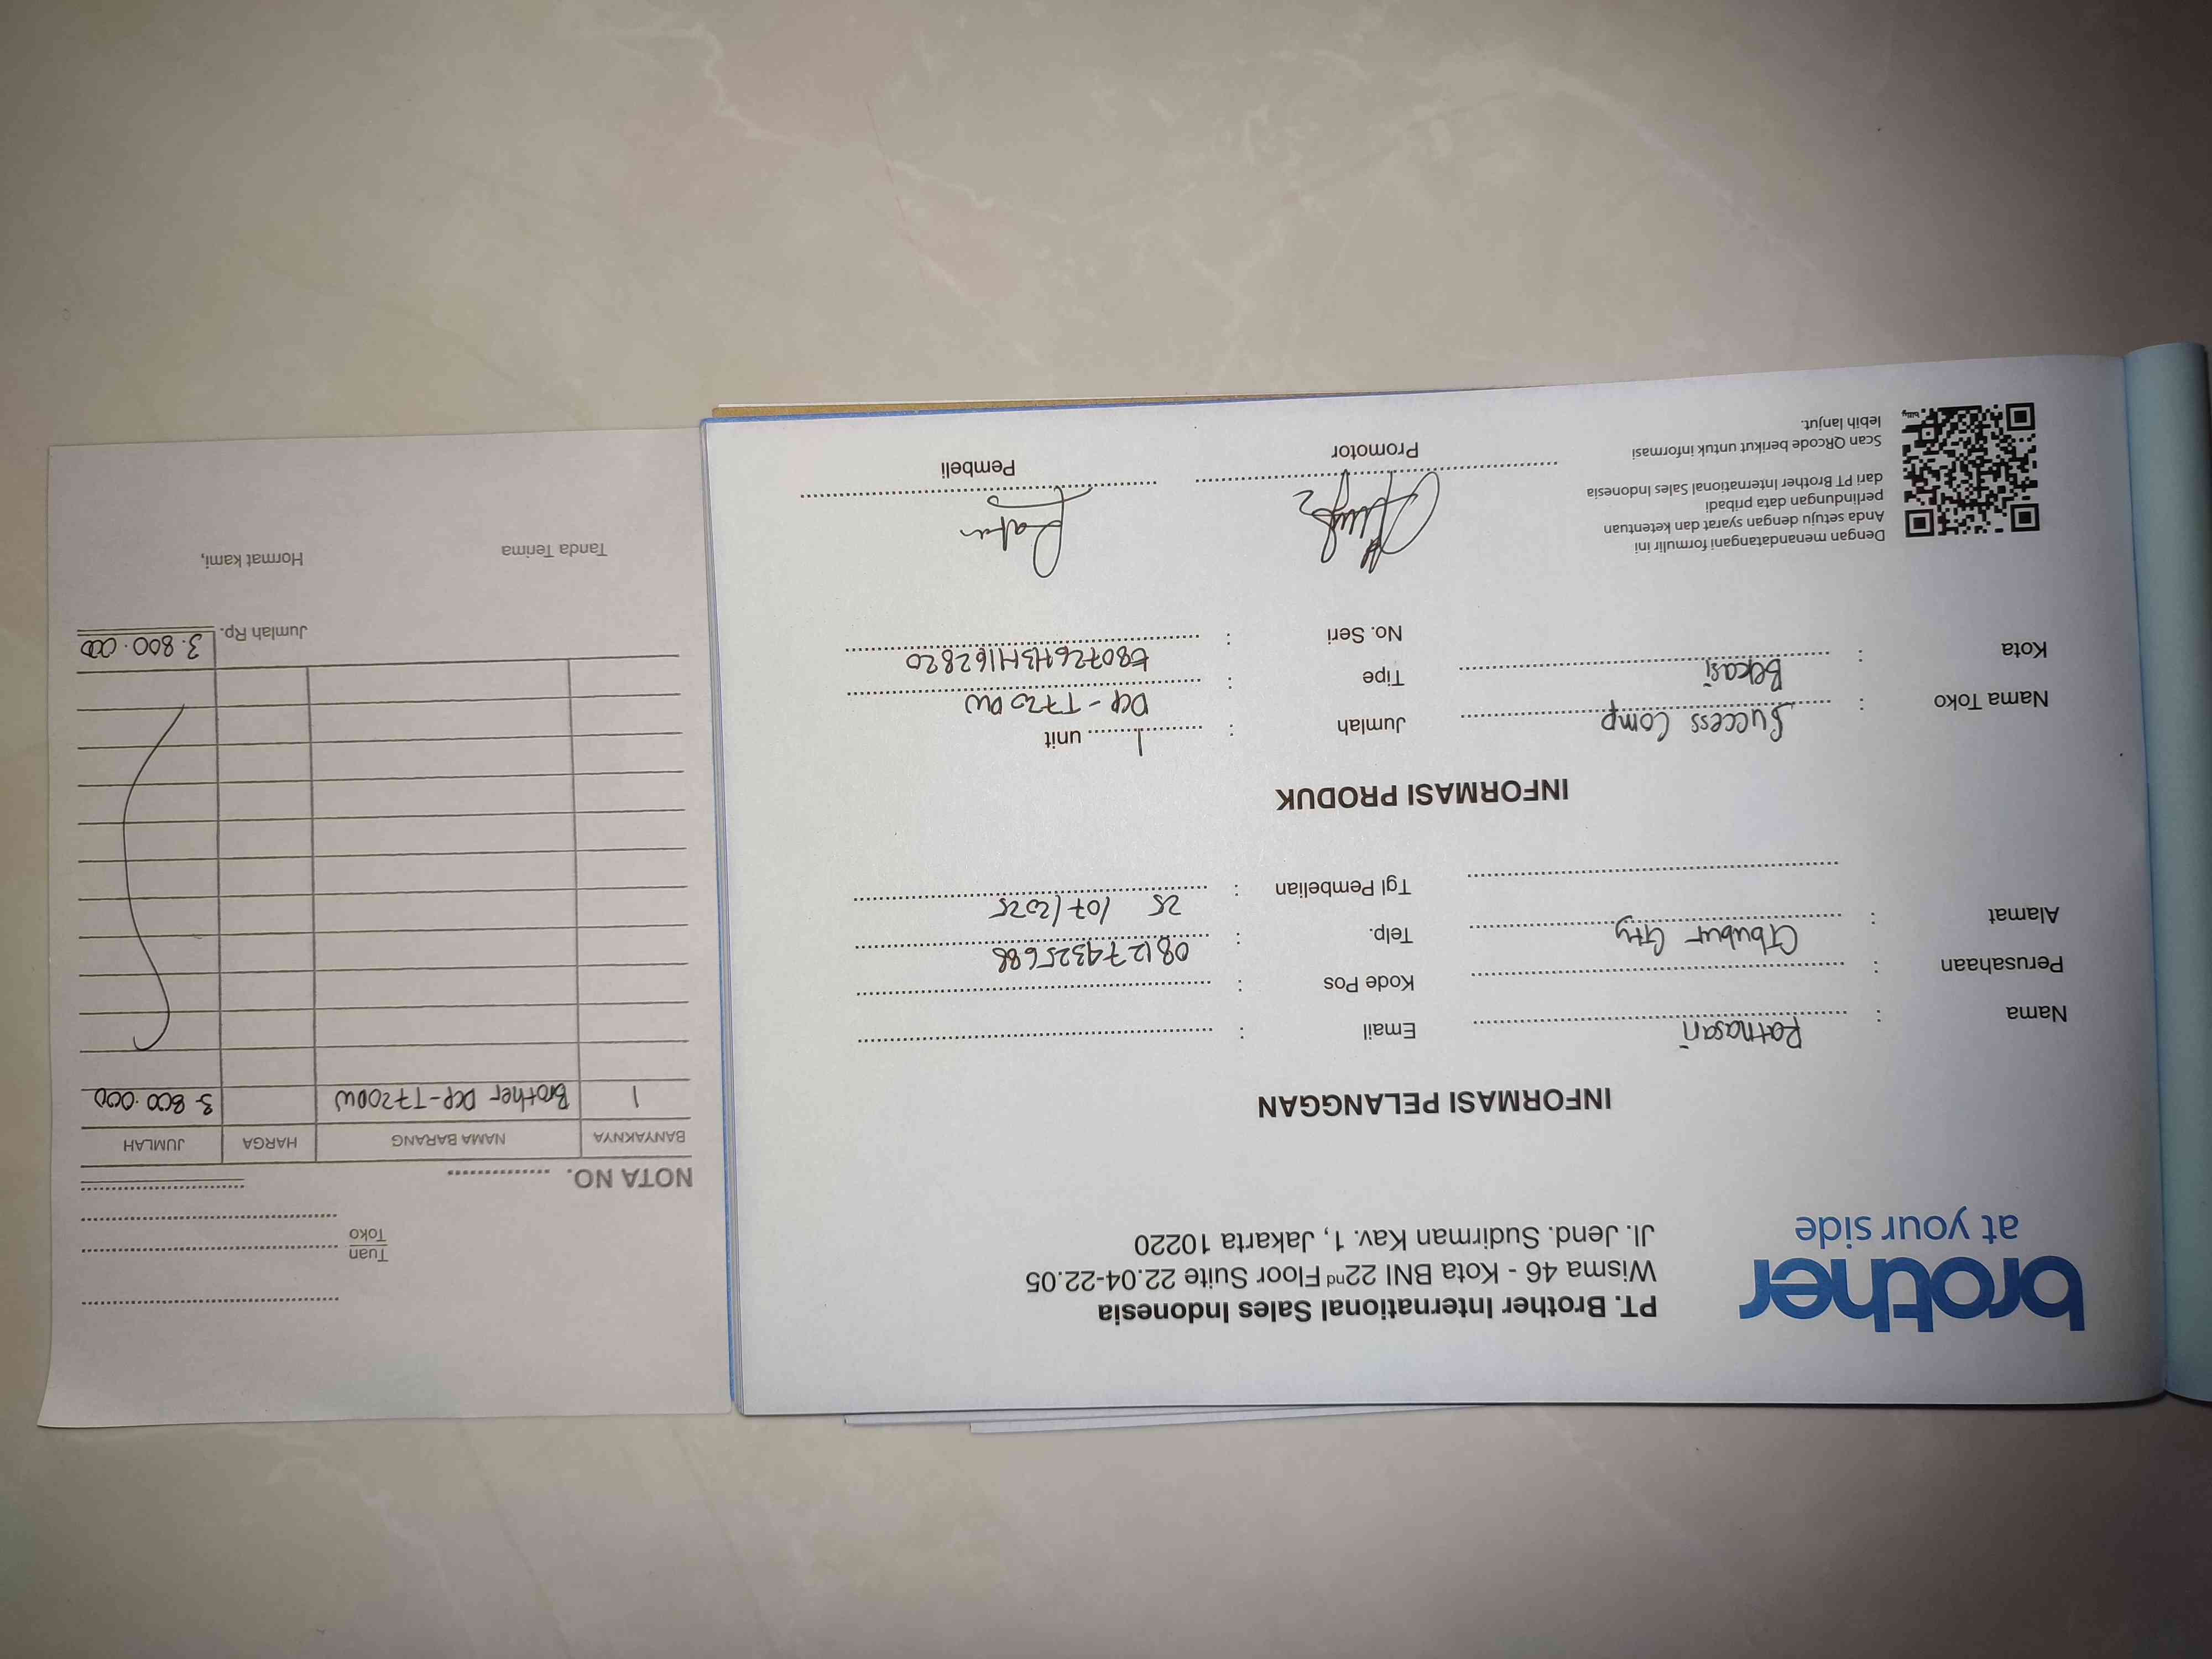 brother
at your side
PT. Brother International Sales Indonesia
Wisma 46 - Kota BNI 22nd Floor Suite 22.04-22.05
Jl. Jend. Sudirman Kav. 1, Jakarta 10220
INFORMASI PELANGGAN
Nama : Ratnasari
Perusahaan :
Alamat : Cibubur City
Email :
Kode Pos :
Telp. : 081274325688
Tgl Pembelian : 25 / 07 / 2025
INFORMASI PRODUK
Nama Toko : Success Comp
Kota : Bekasi
Jumlah : 1 unit
Tipe : DCP-T720DW
No. Seri : E80726H3H162820
Dengan menandatangani formulir ini
Anda setuju dengan syarat dan ketentuan
perlindungan data pribadi
dari PT Brother International Sales Indonesia
Scan QRcode berikut untuk informasi
lebih lanjut.
Promotor
Pembeli
Tuan
Toko
NOTA NO.
BANYAKNYA NAMA BARANG HARGA JUMLAH
1 Brother DCP-T720DW 3.800.000
Jumlah Rp. 3.800.000
Tanda Terima Hormat kami,